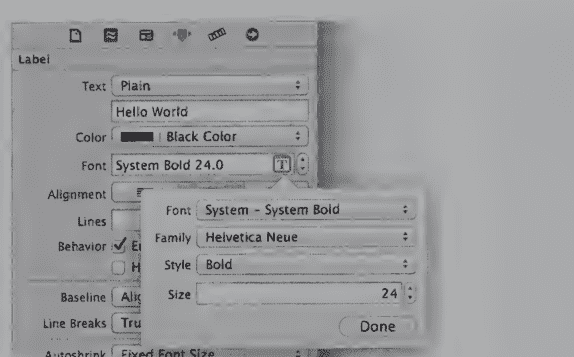 Label
Text Plain
Hello World
Color Black Color
Font System Bold 24.0 T
Alignment
Font System - System Bold
Lines
Family Helvetica Neue
Behavior
Style Bold
Size 24
Baseline
Line Breaks
Done
Autoshrink Fixed Font Size